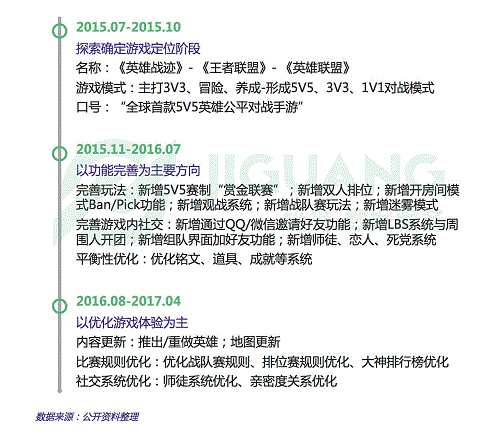 2015.07-2015.10
探索确定游戏定位阶段
名称：《英雄战迹》-《王者联盟》-《英雄联盟》
游戏模式：主打3V3、冒险、养成-形成5V5、3V3、1V1对战模式
口号：“全球首款5V5英雄公平对战手游”
2015.11-2016.07
以功能完善为主要方向
完善玩法：新增5V5赛制“赏金联赛”；新增双人排位；新增开房间模
式Ban/Pick功能；新增观战系统；新增战队赛玩法；新增迷雾模式
完善游戏内社交：新增通过QQ/微信邀请好友功能；新增LBS系统与周
围人开团；新增组队界面加好友功能；新增师徒、恋人、死党系统
平衡性优化：优化铭文、道具、成就等系统
2016.08-2017.04
以优化游戏体验为主
内容更新：推出/重做英雄；地图更新
比赛规则优化：优化战队赛规则、排位赛规则优化、大神排行榜优化
社交系统优化：师徒系统优化、亲密度关系优化
数据来源：公开资料整理
JIGUANG